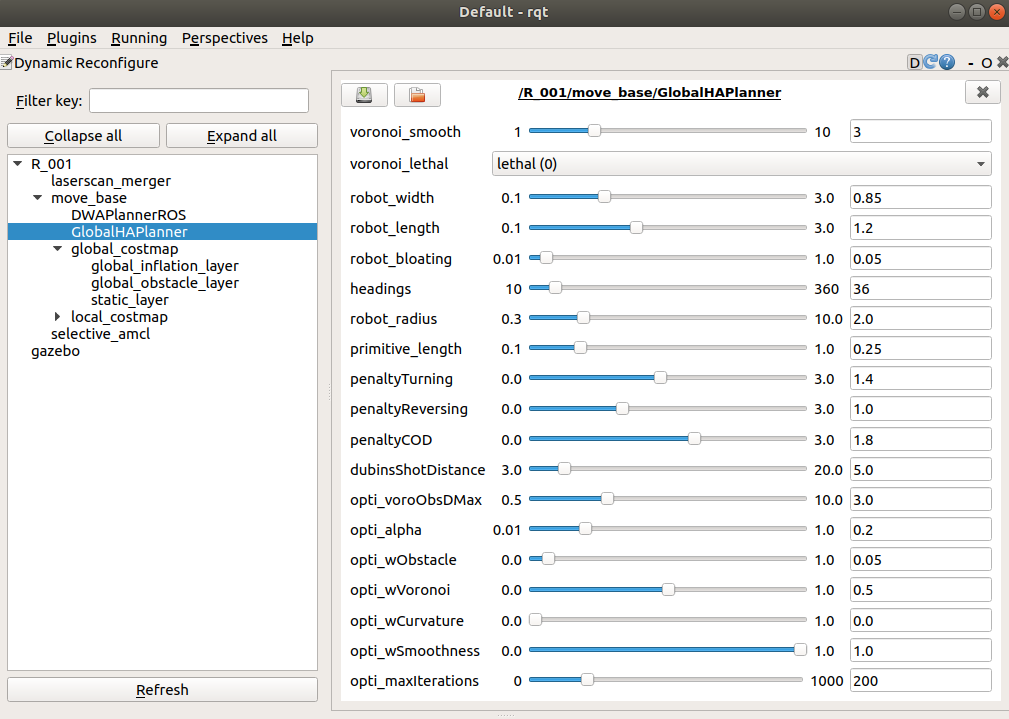 Default - rqt
File Plugins Running Perspectives Help
Dynamic Reconfigure
D ? - O
Filter key:
Collapse all Expand all
R_001
laserscan_merger
move_base
DWAPlannerROS
GlobalHAPlanner
global_costmap
global_inflation_layer
global_obstacle_layer
static_layer
local_costmap
selective_amcl
gazebo
Refresh
/R_001/move_base/GlobalHAPlanner
voronoi_smooth 1 10 3
voronoi_lethal lethal (0)
robot_width 0.1 3.0 0.85
robot_length 0.1 3.0 1.2
robot_bloating 0.01 1.0 0.05
headings 10 360 36
robot_radius 0.3 10.0 2.0
primitive_length 0.1 1.0 0.25
penaltyTurning 0.0 3.0 1.4
penaltyReversing 0.0 3.0 1.0
penaltyCOD 0.0 3.0 1.8
dubinsShotDistance 3.0 20.0 5.0
opti_voroObsDMax 0.5 10.0 3.0
opti_alpha 0.01 1.0 0.2
opti_wObstacle 0.0 1.0 0.05
opti_wVoronoi 0.0 1.0 0.5
opti_wCurvature 0.0 1.0 0.0
opti_wSmoothness 0.0 1.0 1.0
opti_maxIterations 0 1000 200